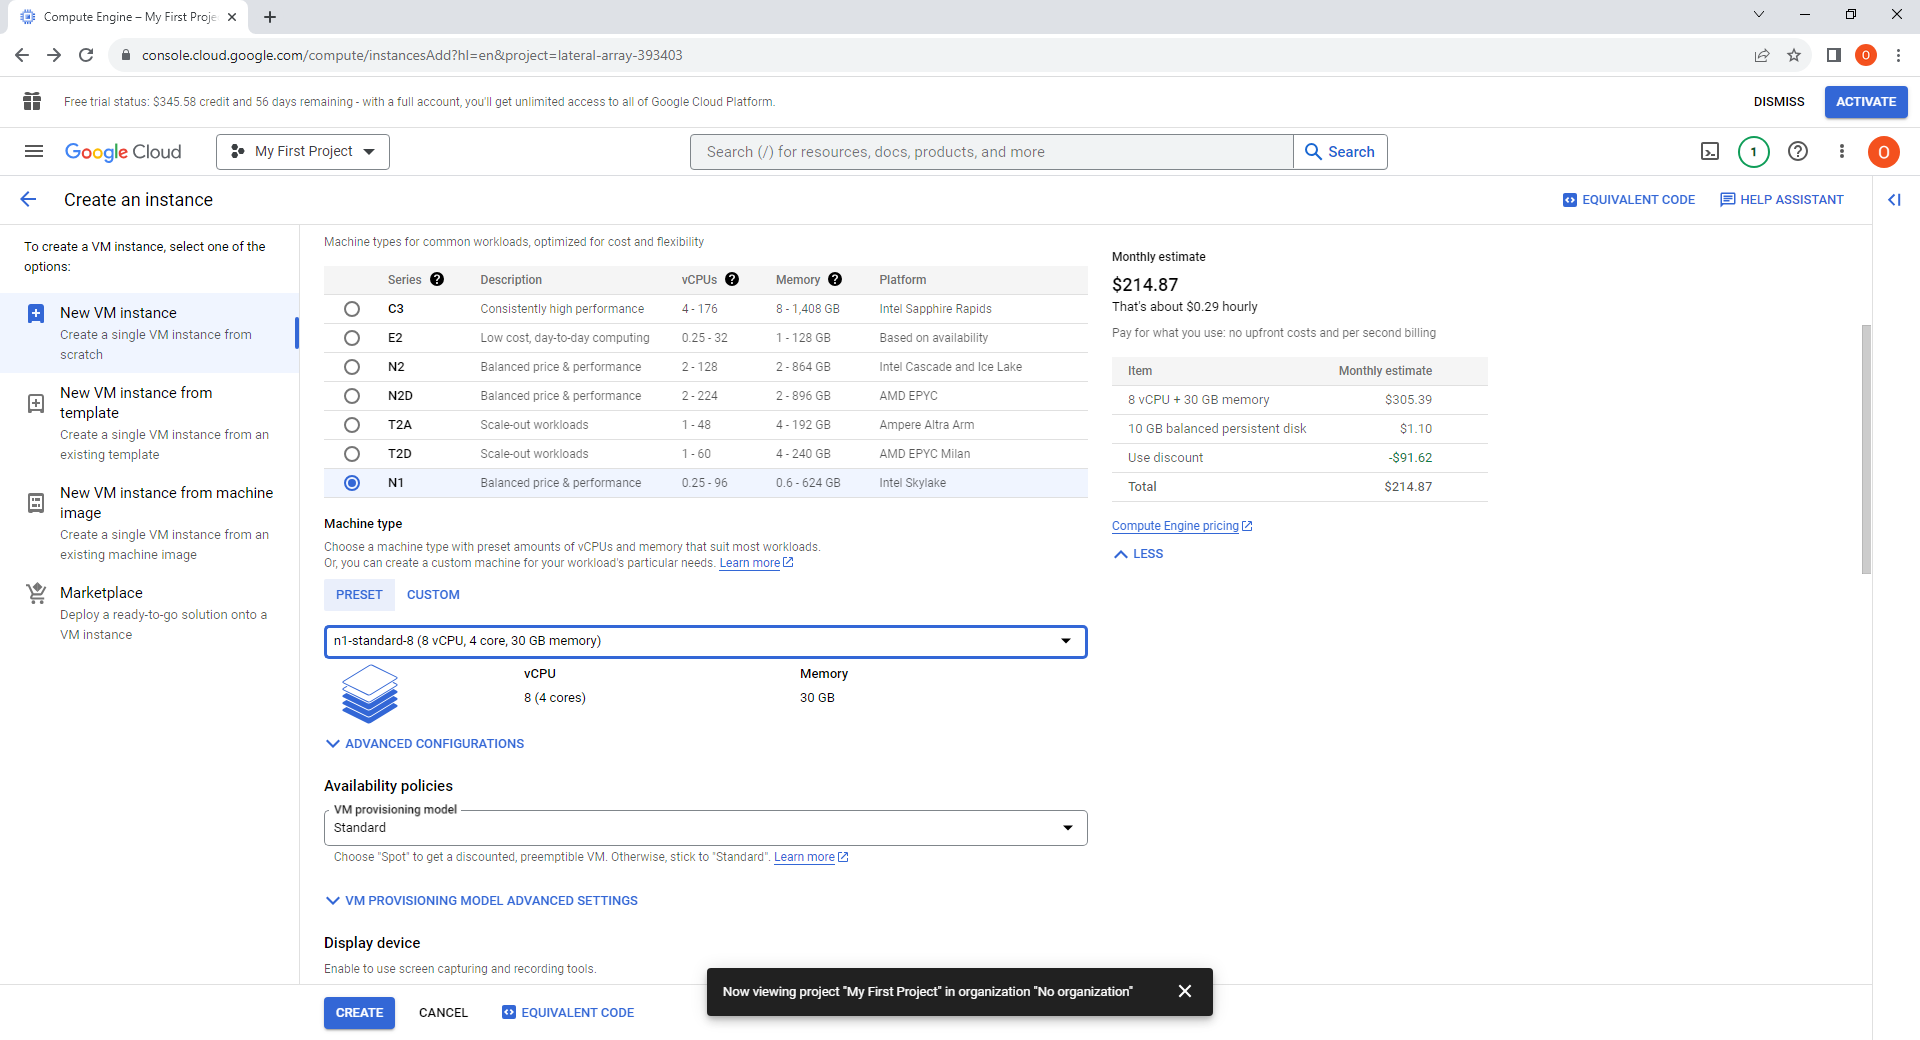 Compute Engine – My First Proje
console.cloud.google.com/compute/instancesAdd?hl=en&project=lateral-array-393403
O
Free trial status: $345.58 credit and 56 days remaining - with a full account, you'll get unlimited access to all of Google Cloud Platform.
DISMISS
ACTIVATE
Google Cloud
My First Project
Search (/) for resources, docs, products, and more
Search
1
O
Create an instance
EQUIVALENT CODE
HELP ASSISTANT
To create a VM instance, select one of the
options:
New VM instance
Create a single VM instance from
scratch
New VM instance from
template
Create a single VM instance from an
existing template
New VM instance from machine
image
Create a single VM instance from an
existing machine image
Marketplace
Deploy a ready-to-go solution onto a
VM instance
Machine types for common workloads, optimized for cost and flexibility
Series Description vCPUs Memory Platform
C3 Consistently high performance 4 - 176 8 - 1,408 GB Intel Sapphire Rapids
E2 Low cost, day-to-day computing 0.25 - 32 1 - 128 GB Based on availability
N2 Balanced price & performance 2 - 128 2 - 864 GB Intel Cascade and Ice Lake
N2D Balanced price & performance 2 - 224 2 - 896 GB AMD EPYC
T2A Scale-out workloads 1 - 48 4 - 192 GB Ampere Altra Arm
T2D Scale-out workloads 1 - 60 4 - 240 GB AMD EPYC Milan
N1 Balanced price & performance 0.25 - 96 0.6 - 624 GB Intel Skylake
Machine type
Choose a machine type with preset amounts of vCPUs and memory that suit most workloads.
Or, you can create a custom machine for your workload's particular needs. Learn more
PRESET CUSTOM
n1-standard-8 (8 vCPU, 4 core, 30 GB memory)
vCPU Memory
8 (4 cores) 30 GB
ADVANCED CONFIGURATIONS
Availability policies
VM provisioning model
Standard
Choose "Spot" to get a discounted, preemptible VM. Otherwise, stick to "Standard". Learn more
VM PROVISIONING MODEL ADVANCED SETTINGS
Display device
Enable to use screen capturing and recording tools.
Monthly estimate
$214.87
That's about $0.29 hourly
Pay for what you use: no upfront costs and per second billing
Item Monthly estimate
8 vCPU + 30 GB memory $305.39
10 GB balanced persistent disk $1.10
Use discount -$91.62
Total $214.87
Compute Engine pricing
LESS
CREATE CANCEL EQUIVALENT CODE
Now viewing project "My First Project" in organization "No organization"